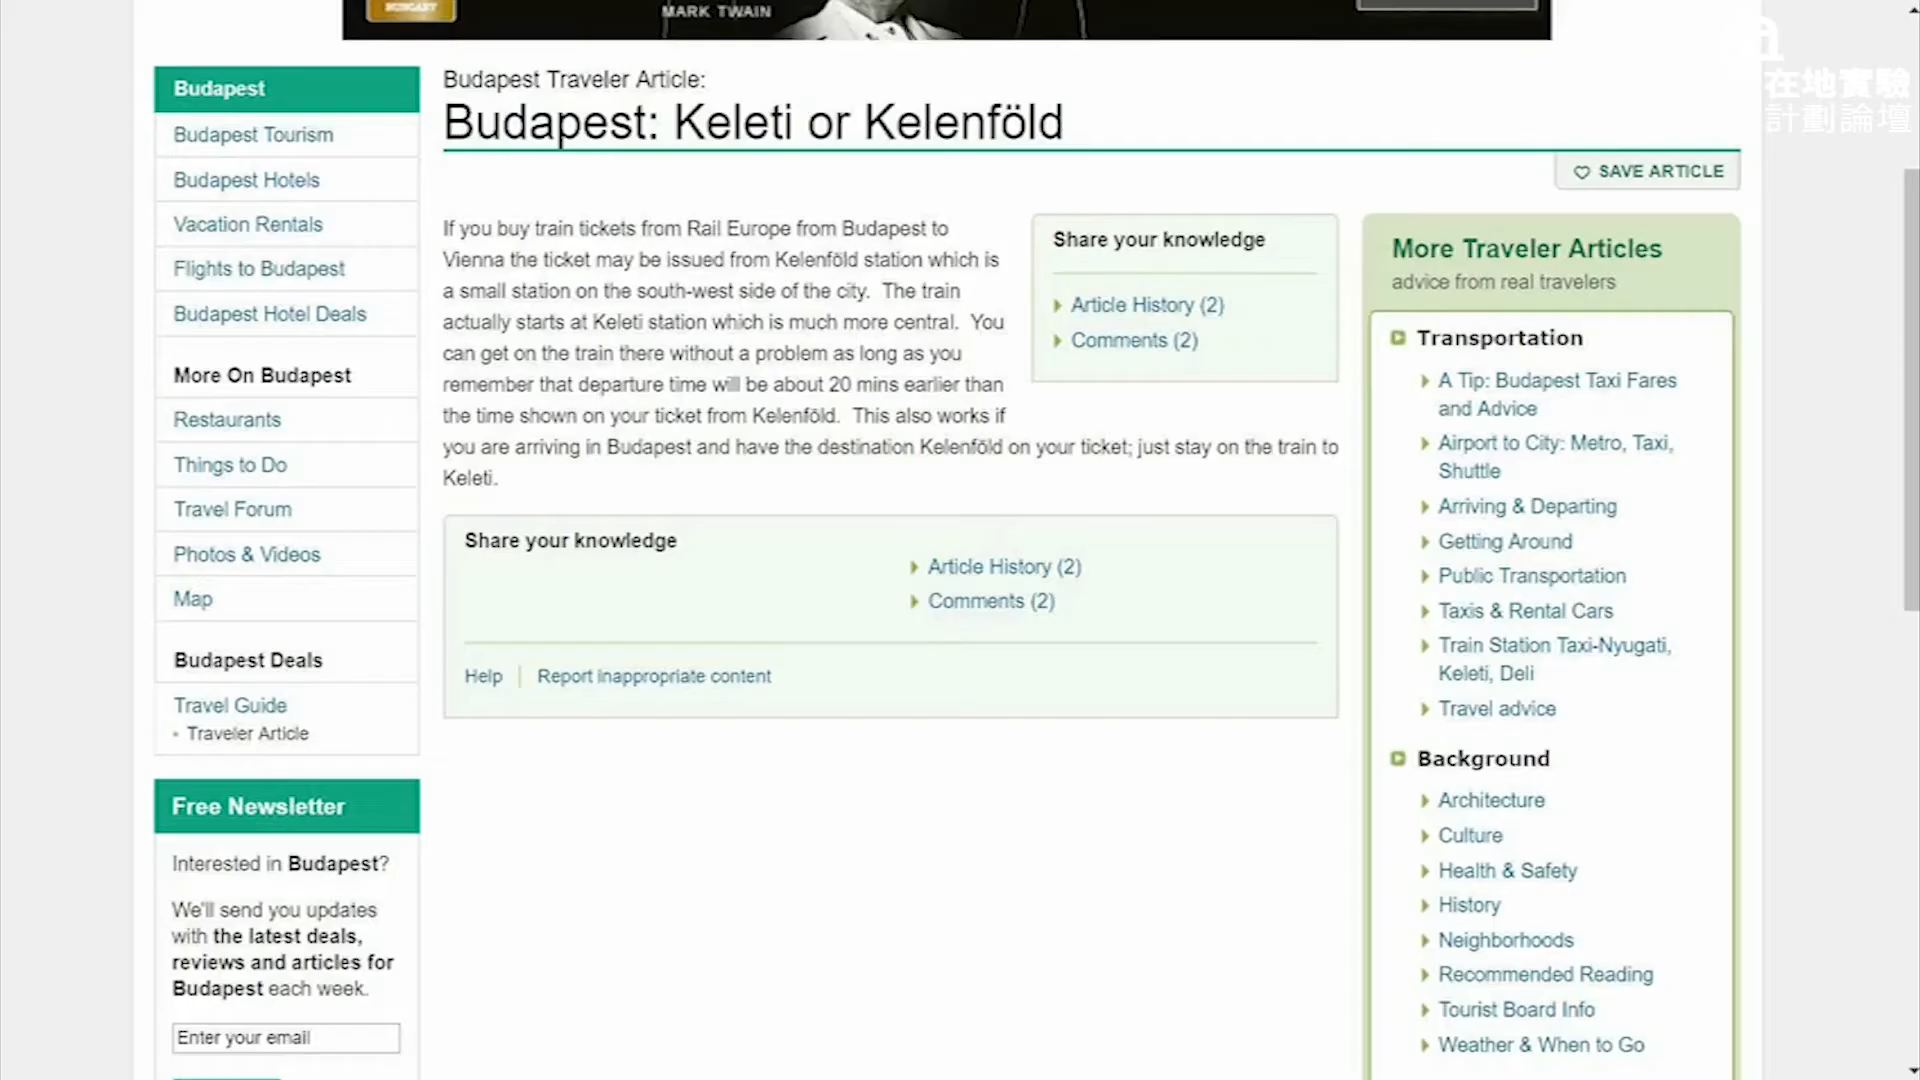 HUNGARY
MARK TWAIN
在地實驗
計劃論壇
Budapest
Budapest Tourism
Budapest Hotels
Vacation Rentals
Flights to Budapest
Budapest Hotel Deals
More On Budapest
Restaurants
Things to Do
Travel Forum
Photos & Videos
Map
Budapest Deals
Travel Guide
Traveler Article
Free Newsletter
Interested in Budapest?
We'll send you updates
with the latest deals,
reviews and articles for
Budapest each week.
Enter your email
Budapest Traveler Article:
Budapest: Keleti or Kelenföld
SAVE ARTICLE
If you buy train tickets from Rail Europe from Budapest to
Vienna the ticket may be issued from Kelenföld station which is
a small station on the south-west side of the city. The train
actually starts at Keleti station which is much more central. You
can get on the train there without a problem as long as you
remember that departure time will be about 20 mins earlier than
the time shown on your ticket from Kelenföld. This also works if
you are arriving in Budapest and have the destination Kelenföld on your ticket; just stay on the train to
Keleti.
Share your knowledge
Article History (2)
Comments (2)
Share your knowledge
Article History (2)
Comments (2)
Help
Report inappropriate content
More Traveler Articles
advice from real travelers
Transportation
A Tip: Budapest Taxi Fares
and Advice
Airport to City: Metro, Taxi,
Shuttle
Arriving & Departing
Getting Around
Public Transportation
Taxis & Rental Cars
Train Station Taxi-Nyugati,
Keleti, Deli
Travel advice
Background
Architecture
Culture
Health & Safety
History
Neighborhoods
Recommended Reading
Tourist Board Info
Weather & When to Go